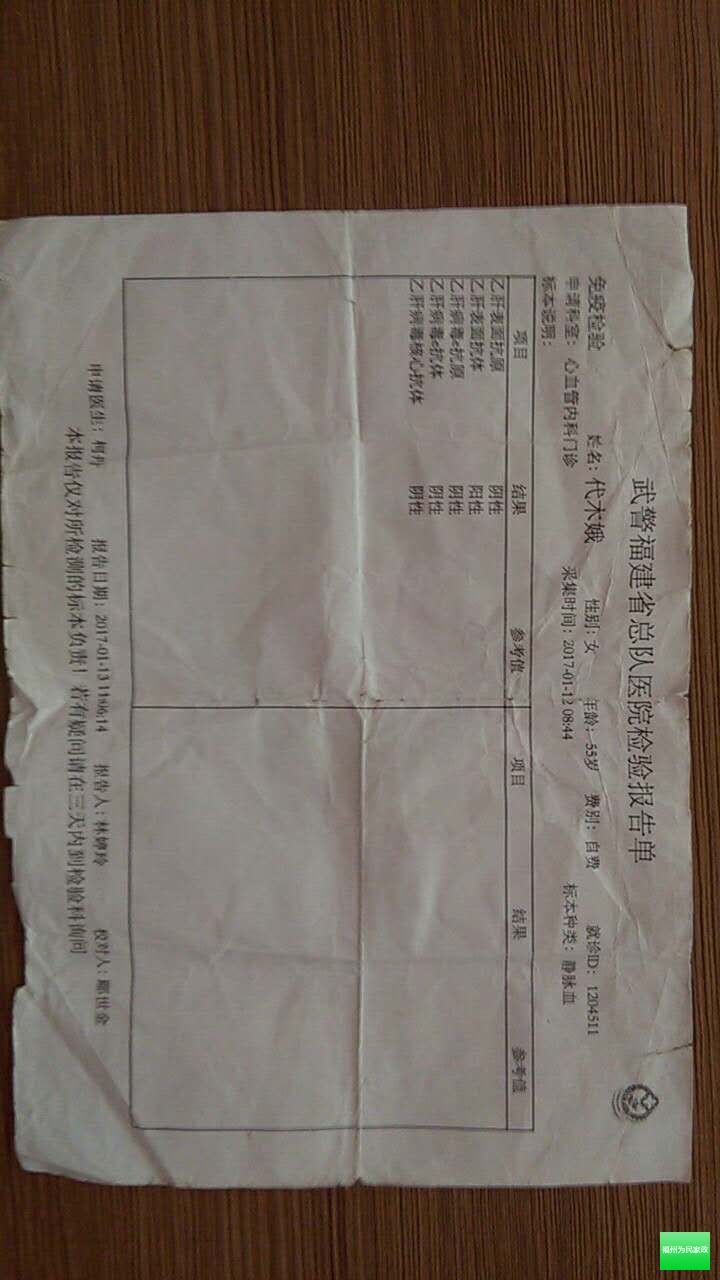 武警福建省总队医院检验报告单
免疫检验 姓名：代木娥 性别：女 年龄：55岁 费别：自费 就诊ID：1204511
申请科室：心血管内科门诊 采集时间：2017-01-12 08:44 标本种类：静脉血
标本说明：
项目 结果 参考值 项目 结果 参考值
乙肝表面抗原 阴性
乙肝表面抗体 阳性
乙肝病毒e抗原 阴性
乙肝病毒e抗体 阴性
乙肝病毒核心抗体 阴性
申请医生：柯丹 报告日期：2017-01-13 11:06:14 报告人：林婷玲 校对人：鄢世金
本报告仅对所检测的标本负责！若有疑问请在三天内到检验科询问
福州为民家政